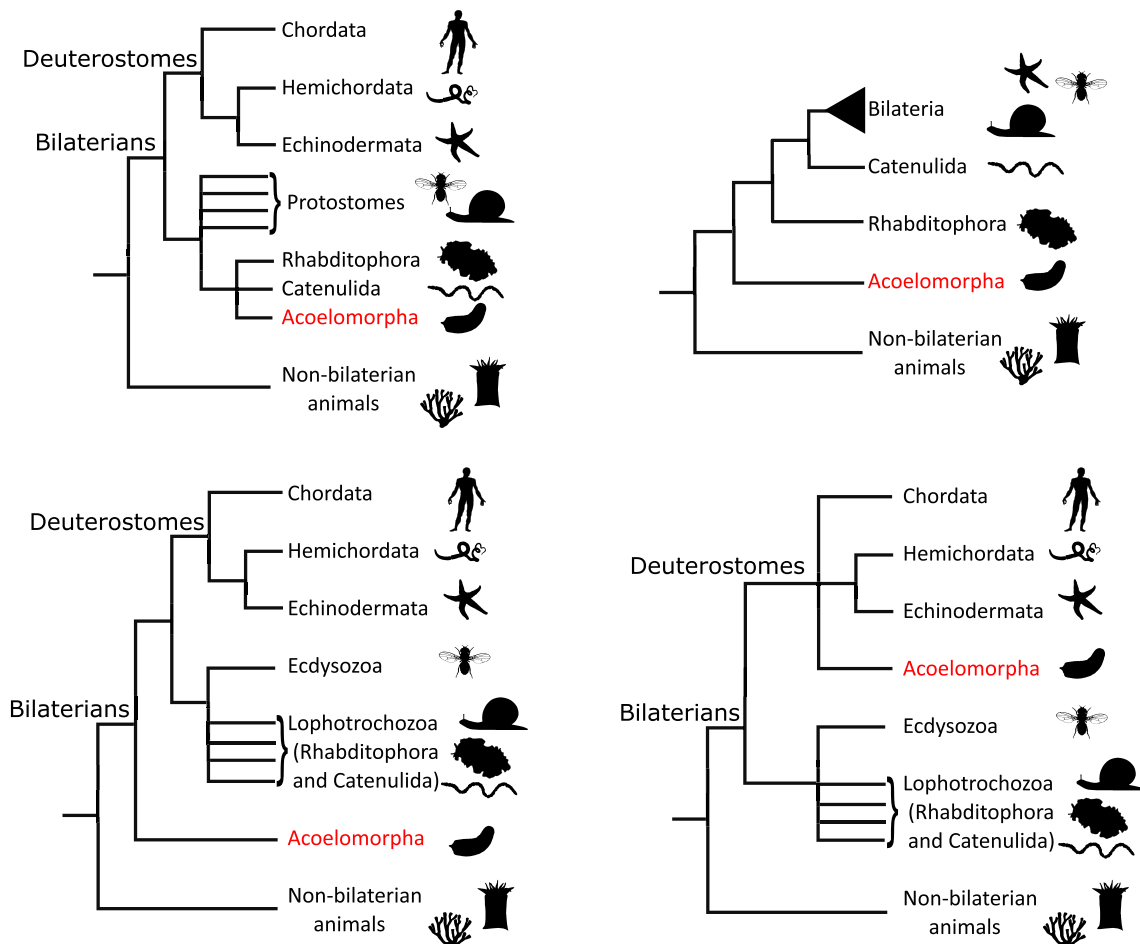 Chordata
Deuterostomes
Hemichordata
Bilaterians
Echinodermata
Protostomes
Rhabditophora
Catenulida
Acoelomorpha
Non-bilaterian
animals
Bilateria
Catenulida
Rhabditophora
Acoelomorpha
Non-bilaterian
animals
Chordata
Deuterostomes
Hemichordata
Echinodermata
Ecdysozoa
Bilaterians
Lophotrochozoa
(Rhabditophora
and Catenulida)
Acoelomorpha
Non-bilaterian
animals
Chordata
Hemichordata
Deuterostomes
Echinodermata
Acoelomorpha
Bilaterians
Ecdysozoa
Lophotrochozoa
(Rhabditophora
and Catenulida)
Non-bilaterian
animals